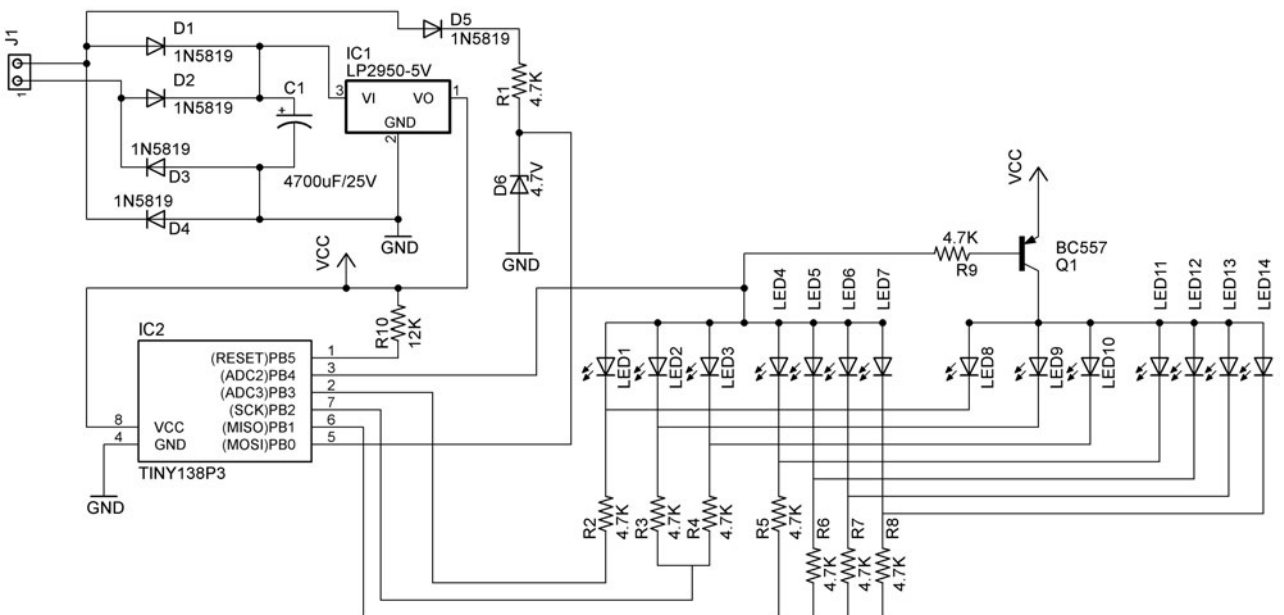 J1
1
D1
1N5819
D2
1N5819
1N5819
D3
1N5819
D4
C1
+
4700uF/25V
IC1
LP2950-5V
3 VI VO 1
GND
2
GND
D5
1N5819
R1
4.7K
D6
4.7V
GND
VCC
R10
12K
IC2
(RESET)PB5 1
(ADC2)PB4 3
(ADC3)PB3 2
(SCK)PB2 7
8 VCC (MISO)PB1 6
4 GND (MOSI)PB0 5
TINY138P3
GND
VCC
4.7K
R9
BC557
Q1
LED4
LED5
LED6
LED7
LED11
LED12
LED13
LED14
LED1
LED2
LED3
LED8
LED9
LED10
R2
4.7K
R3
4.7K
R4
4.7K
R5
4.7K
R6
4.7K
R7
4.7K
R8
4.7K